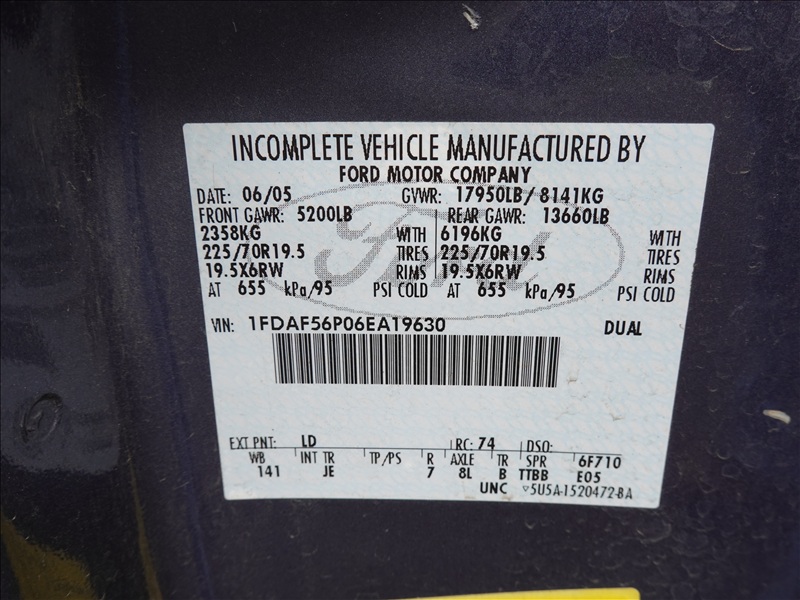 INCOMPLETE VEHICLE MANUFACTURED BY
FORD MOTOR COMPANY
DATE: 06/05 GVWR: 17950LB/ 8141KG
FRONT GAWR: 5200LB REAR GAWR: 13660LB
2358KG WITH 6196KG WITH
225/70R19.5 TIRES 225/70R19.5 TIRES
19.5X6RW RIMS 19.5X6RW RIMS
AT 655 kPa/95 PSI COLD AT 655 kPa/95 PSI COLD
VIN: 1FDAF56P06EA19630 DUAL
Ford
EXT PNT: LD RC: 74 DSO:
WB INT TR TP/PS R AXLE TR SPR 6F710
141 JE 7 8L B TTBB E05
UNC ▽5U5A-1520472-BA